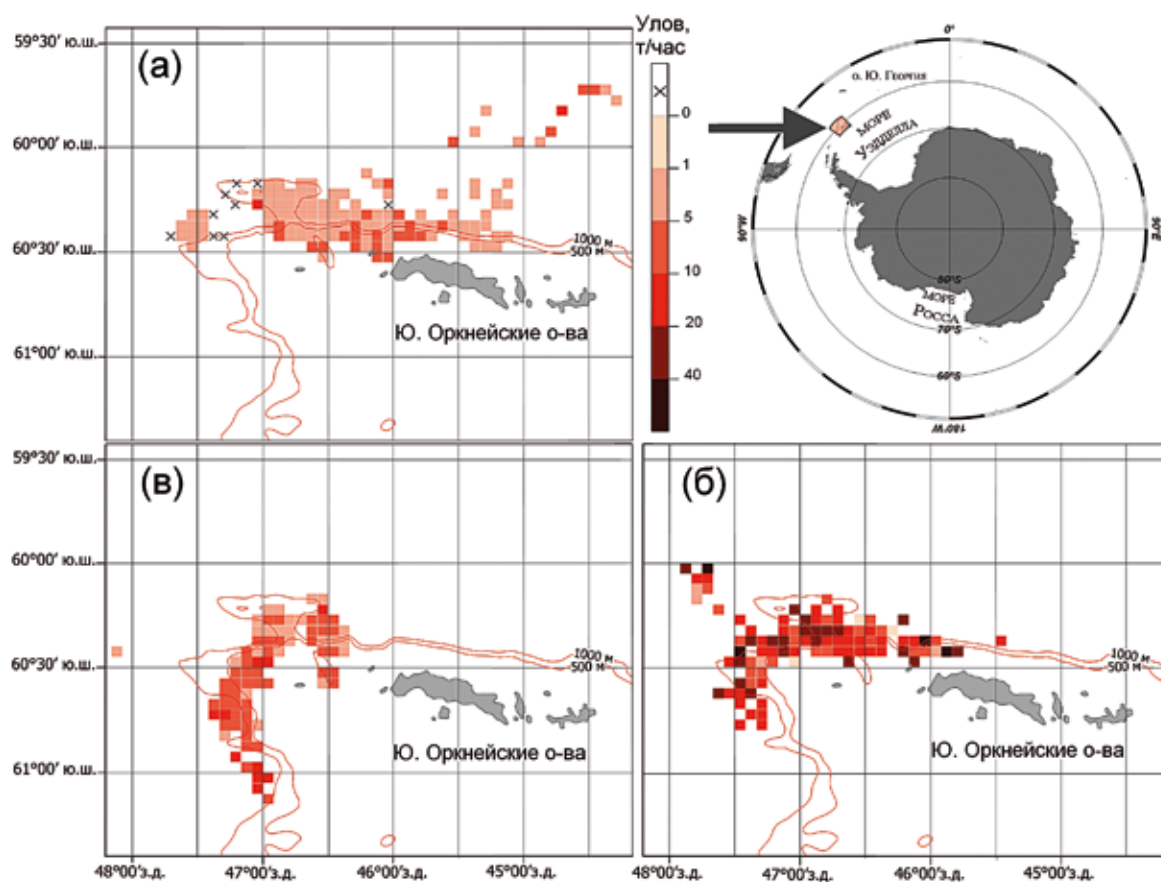 (а)
59°30' ю.ш.
60°00' ю.ш.
60°30' ю.ш.
61°00' ю.ш.
1000 м
500 м
Ю. Оркнейские о-ва
Улов,
т/час
0
1
5
10
20
40
0°
о. Ю. Георгия
МОРЕ
УЭДДЕЛЛА
90°W
90°E
80°S
МОРЕ
РОССА
70°S
60°S
180°W
(в)
59°30' ю.ш.
60°00' ю.ш.
60°30' ю.ш.
61°00' ю.ш.
1000 м
500 м
Ю. Оркнейские о-ва
48°00'з.д.
47°00'з.д.
46°00'з.д.
45°00'з.д.
(б)
1000 м
500 м
Ю. Оркнейские о-ва
48°00'з.д.
47°00'з.д.
46°00'з.д.
45°00'з.д.